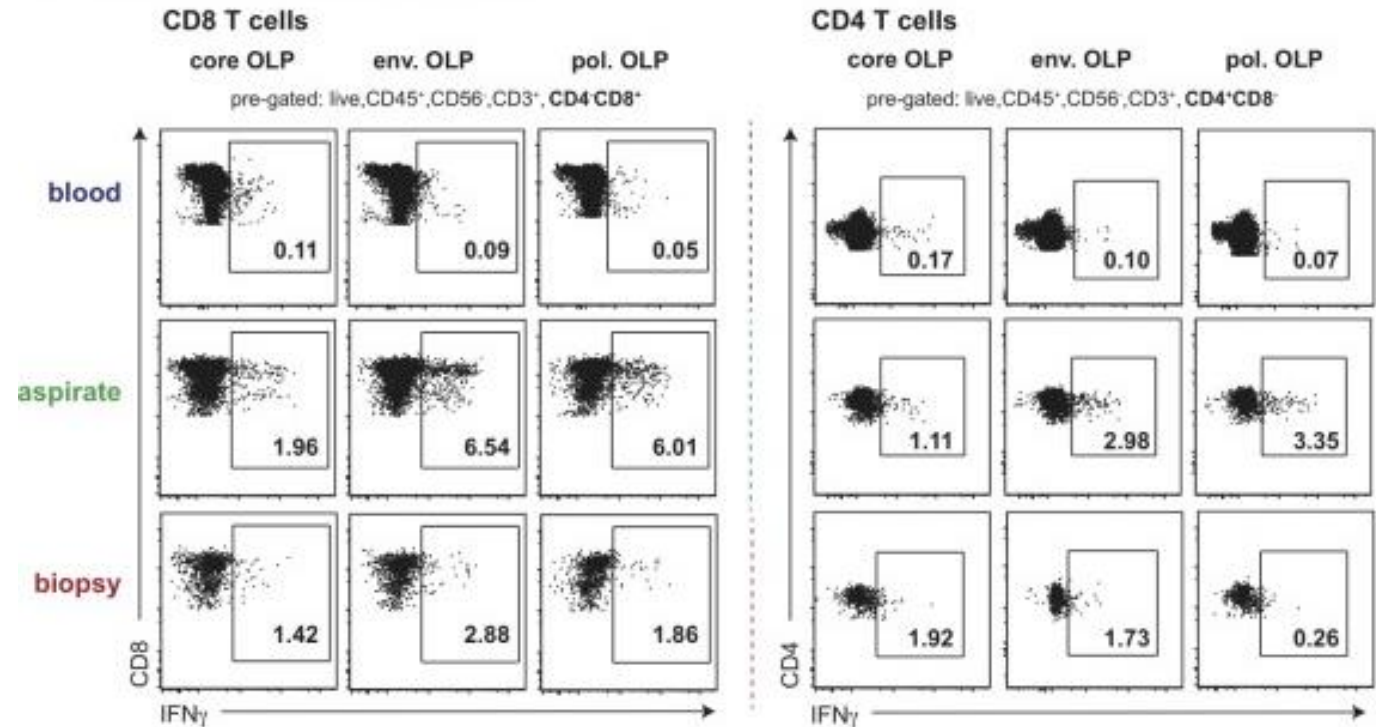 CD8 T cells
core OLP env. OLP pol. OLP
pre-gated: live,CD45⁺,CD56⁻,CD3⁺, CD4⁻CD8⁺
CD4 T cells
core OLP env. OLP pol. OLP
pre-gated: live,CD45⁺,CD56⁻,CD3⁺, CD4⁺CD8⁻
blood
0.11 0.09 0.05
0.17 0.10 0.07
aspirate
1.96 6.54 6.01
1.11 2.98 3.35
biopsy
1.42 2.88 1.86
1.92 1.73 0.26
CD8
IFNγ
CD4
IFNγ